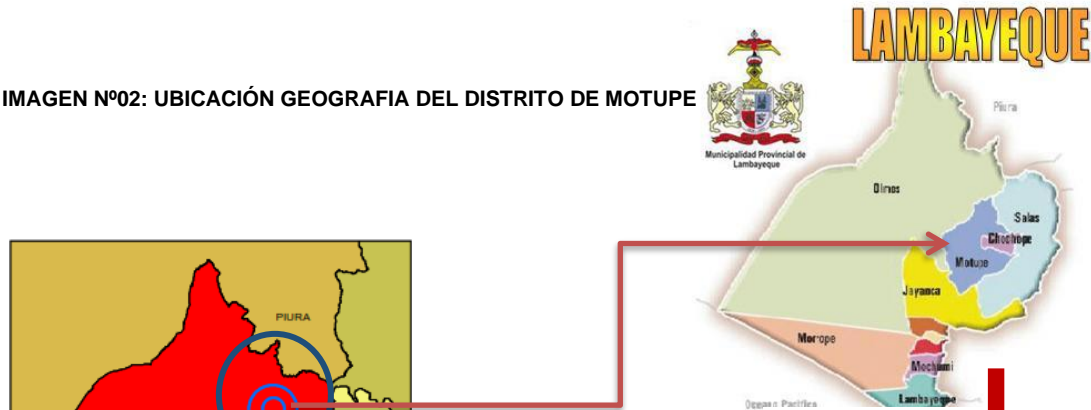 LAMBAYEQUE
IMAGEN Nº02: UBICACIÓN GEOGRAFIA DEL DISTRITO DE MOTUPE
Municipalidad Provincial de
Lambayeque
Piura
Olmos
Salas
Chochope
Motupe
Jayanca
PIURA
Morrope
Mochumi
Lambayeque
Oceano Pacifico